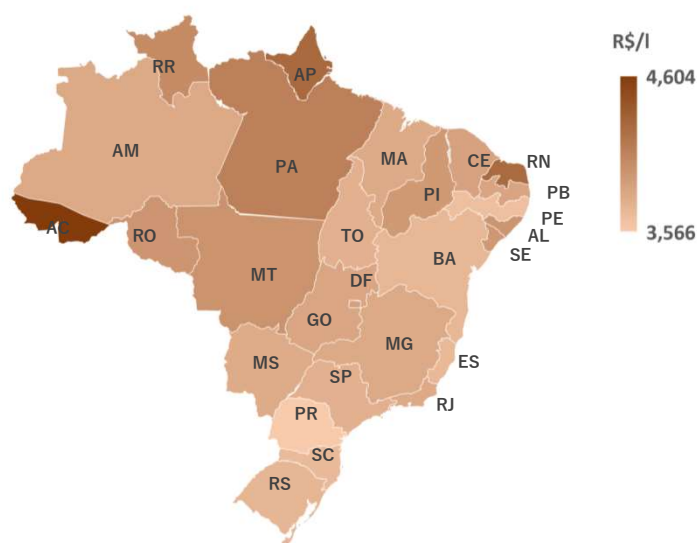 R$/l
4,604
3,566
RR
AP
AM
PA
MA
CE
RN
PI
PB
PE
AC
RO
TO
AL
SE
BA
MT
DF
GO
MG
ES
MS
SP
RJ
PR
SC
RS